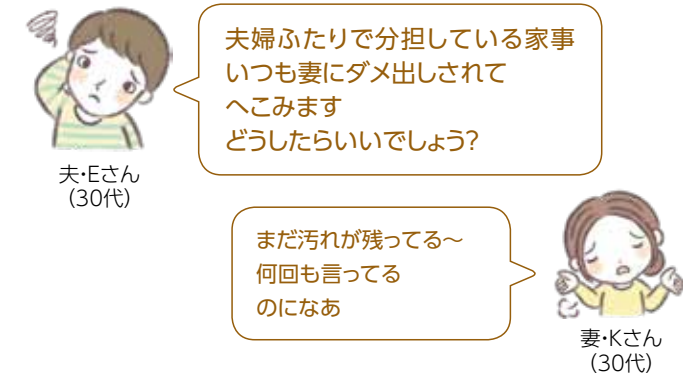 夫婦ふたりで分担している家事
いつも妻にダメ出しされて
へこみます
どうしたらいいでしょう?
夫・Eさん
(30代)
まだ汚れが残ってる～
何回も言ってる
のになあ
妻・Kさん
(30代)